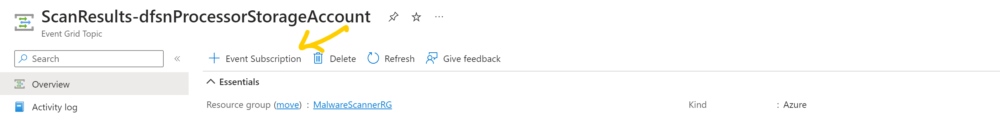 ScanResults-dfsnProcessorStorageAccount
Event Grid Topic
Search
Event Subscription Delete Refresh Give feedback
Overview
Essentials
Activity log
Resource group (move) : MalwareScannerRG Kind : Azure